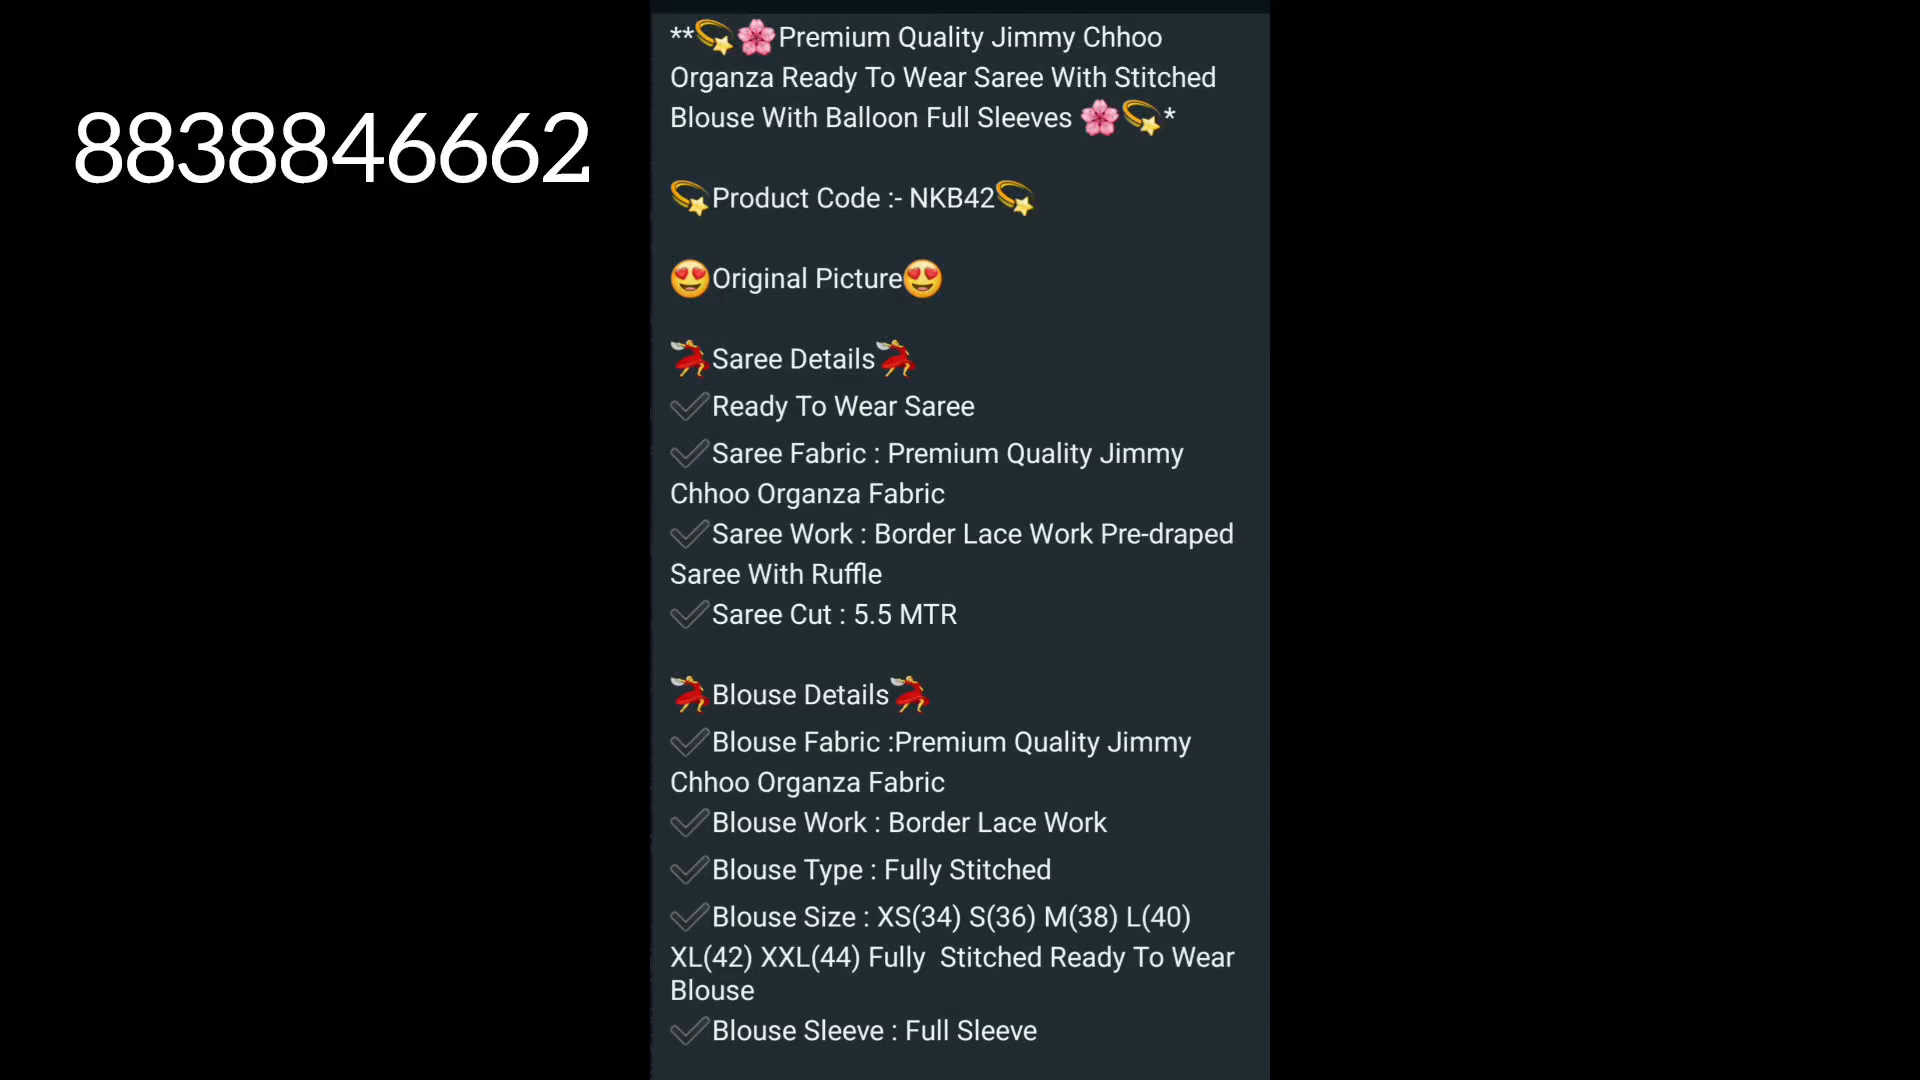 8838846662
**💫🌸Premium Quality Jimmy Chhoo
Organza Ready To Wear Saree With Stitched
Blouse With Balloon Full Sleeves 🌸💫*
💫Product Code :- NKB42💫
😍Original Picture😍
💃Saree Details💃
✔Ready To Wear Saree
✔Saree Fabric : Premium Quality Jimmy
Chhoo Organza Fabric
✔Saree Work : Border Lace Work Pre-draped
Saree With Ruffle
✔Saree Cut : 5.5 MTR
💃Blouse Details💃
✔Blouse Fabric :Premium Quality Jimmy
Chhoo Organza Fabric
✔Blouse Work : Border Lace Work
✔Blouse Type : Fully Stitched
✔Blouse Size : XS(34) S(36) M(38) L(40)
XL(42) XXL(44) Fully  Stitched Ready To Wear
Blouse
✔Blouse Sleeve : Full Sleeve